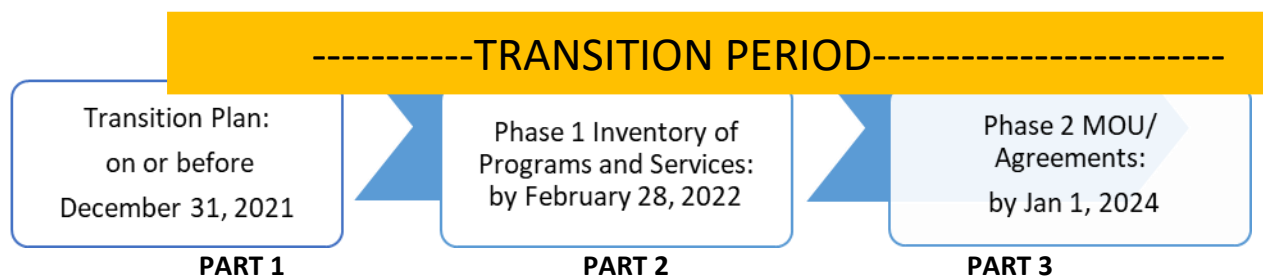 -----------TRANSITION PERIOD------------------------
Transition Plan:
on or before
December 31, 2021
Phase 1 Inventory of
Programs and Services:
by February 28, 2022
Phase 2 MOU/
Agreements:
by Jan 1, 2024
PART 1
PART 2
PART 3